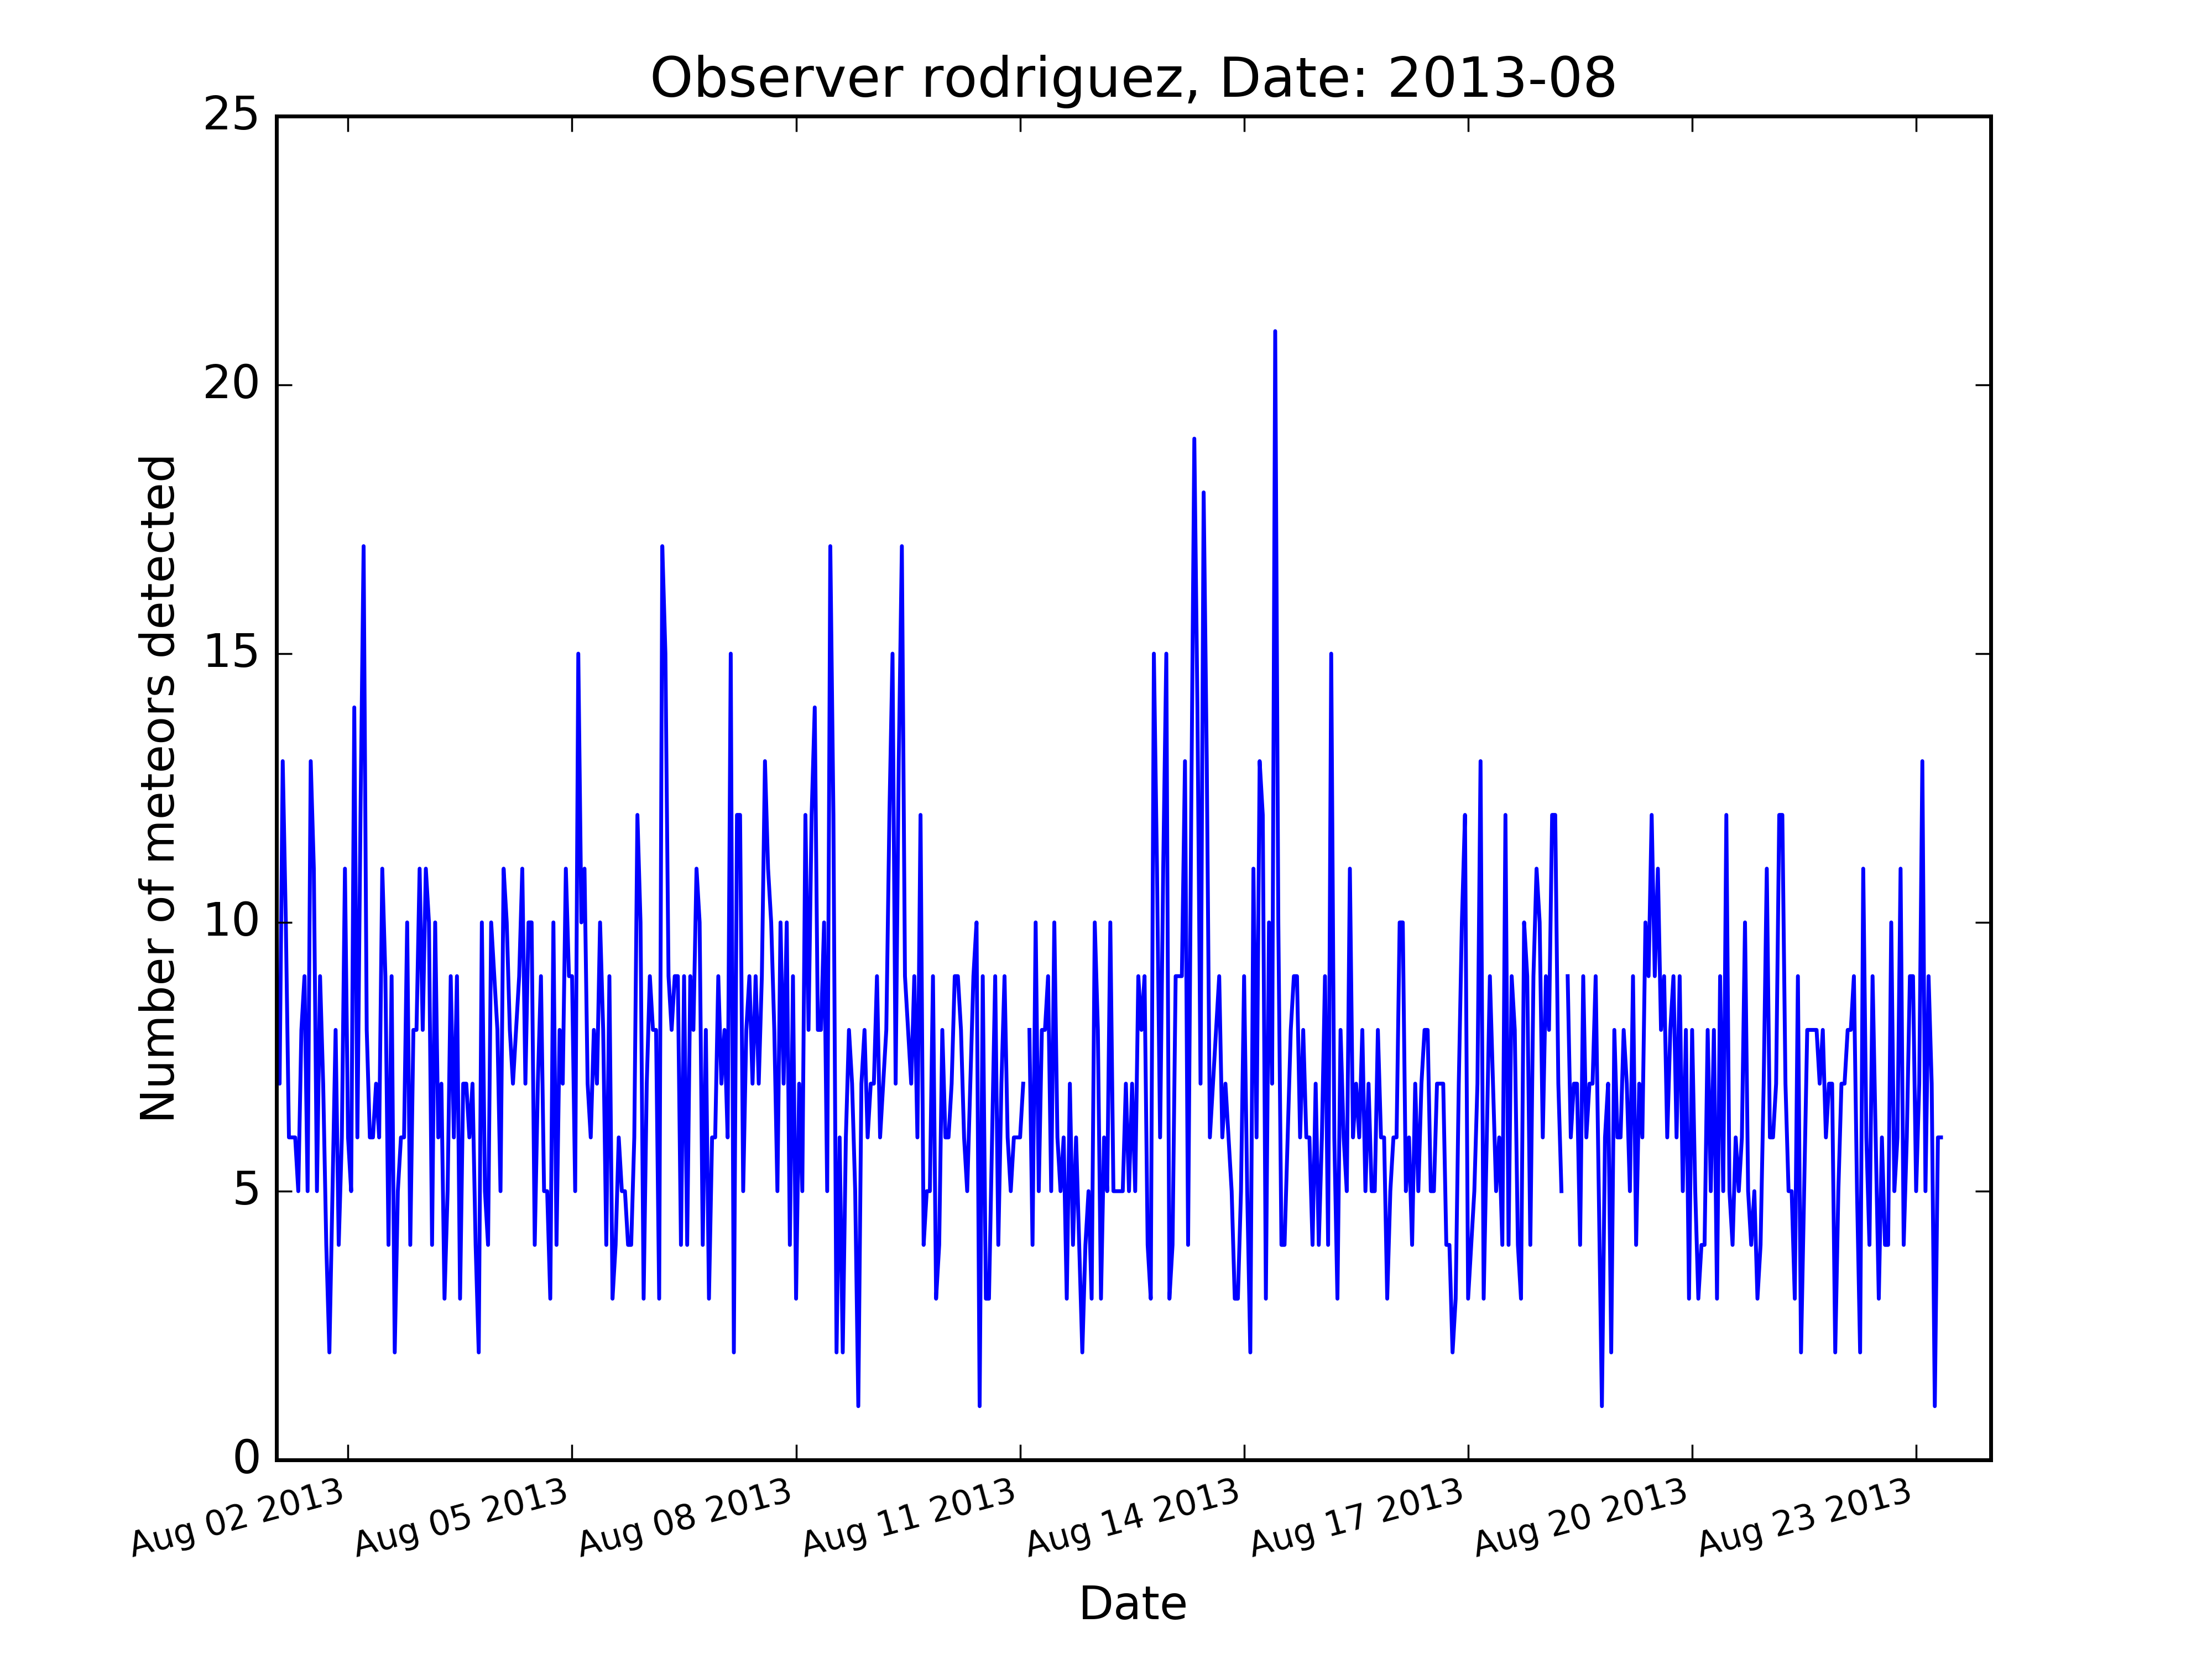 Observer rodriguez, Date: 2013-08
25
20
15
10
5
0
Number of meteors detected
Aug 02 2013
Aug 05 2013
Aug 08 2013
Aug 11 2013
Aug 14 2013
Aug 17 2013
Aug 20 2013
Aug 23 2013
Date